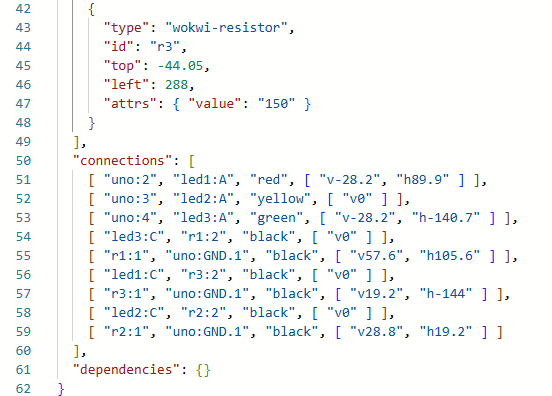 42 {
43 "type": "wokwi-resistor",
44 "id": "r3",
45 "top": -44.05,
46 "left": 288,
47 "attrs": { "value": "150" }
48 }
49 ],
50 "connections": [
51 [ "uno:2", "led1:A", "red", [ "v-28.2", "h89.9" ] ],
52 [ "uno:3", "led2:A", "yellow", [ "v0" ] ],
53 [ "uno:4", "led3:A", "green", [ "v-28.2", "h-140.7" ] ],
54 [ "led3:C", "r1:2", "black", [ "v0" ] ],
55 [ "r1:1", "uno:GND.1", "black", [ "v57.6", "h105.6" ] ],
56 [ "led1:C", "r3:2", "black", [ "v0" ] ],
57 [ "r3:1", "uno:GND.1", "black", [ "v19.2", "h-144" ] ],
58 [ "led2:C", "r2:2", "black", [ "v0" ] ],
59 [ "r2:1", "uno:GND.1", "black", [ "v28.8", "h19.2" ] ]
60 ],
61 "dependencies": {}
62 }